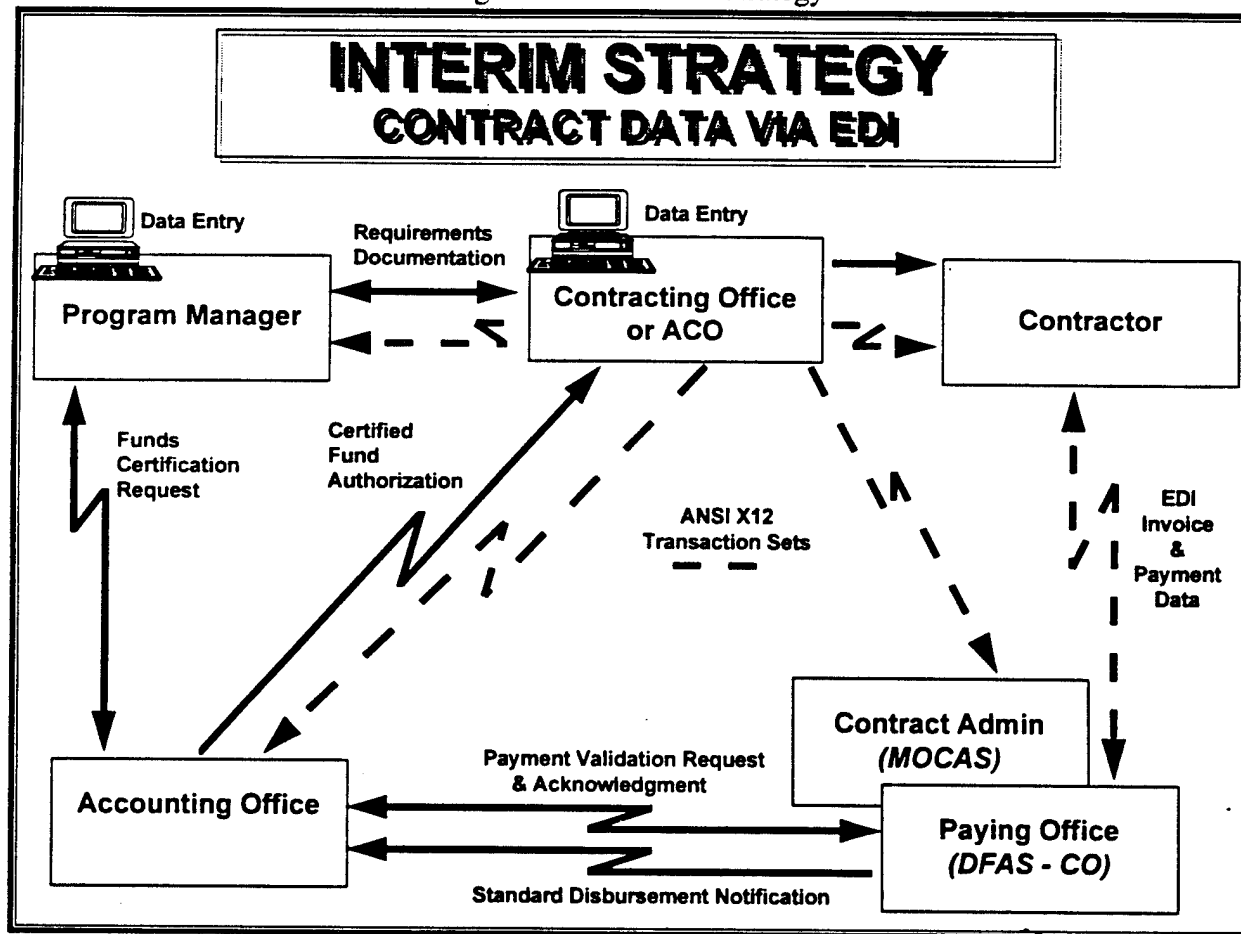 INTERIM STRATEGY
CONTRACT DATA VIA EDI
Data Entry
Data Entry
Requirements
Documentation
Program Manager
Contracting Office
or ACO
Contractor
Funds
Certification
Request
Certified
Fund
Authorization
ANSI X12
Transaction Sets
EDI
Invoice
&
Payment
Data
Contract Admin
(MOCAS)
Accounting Office
Payment Validation Request
& Acknowledgment
Paying Office
(DFAS - CO)
Standard Disbursement Notification